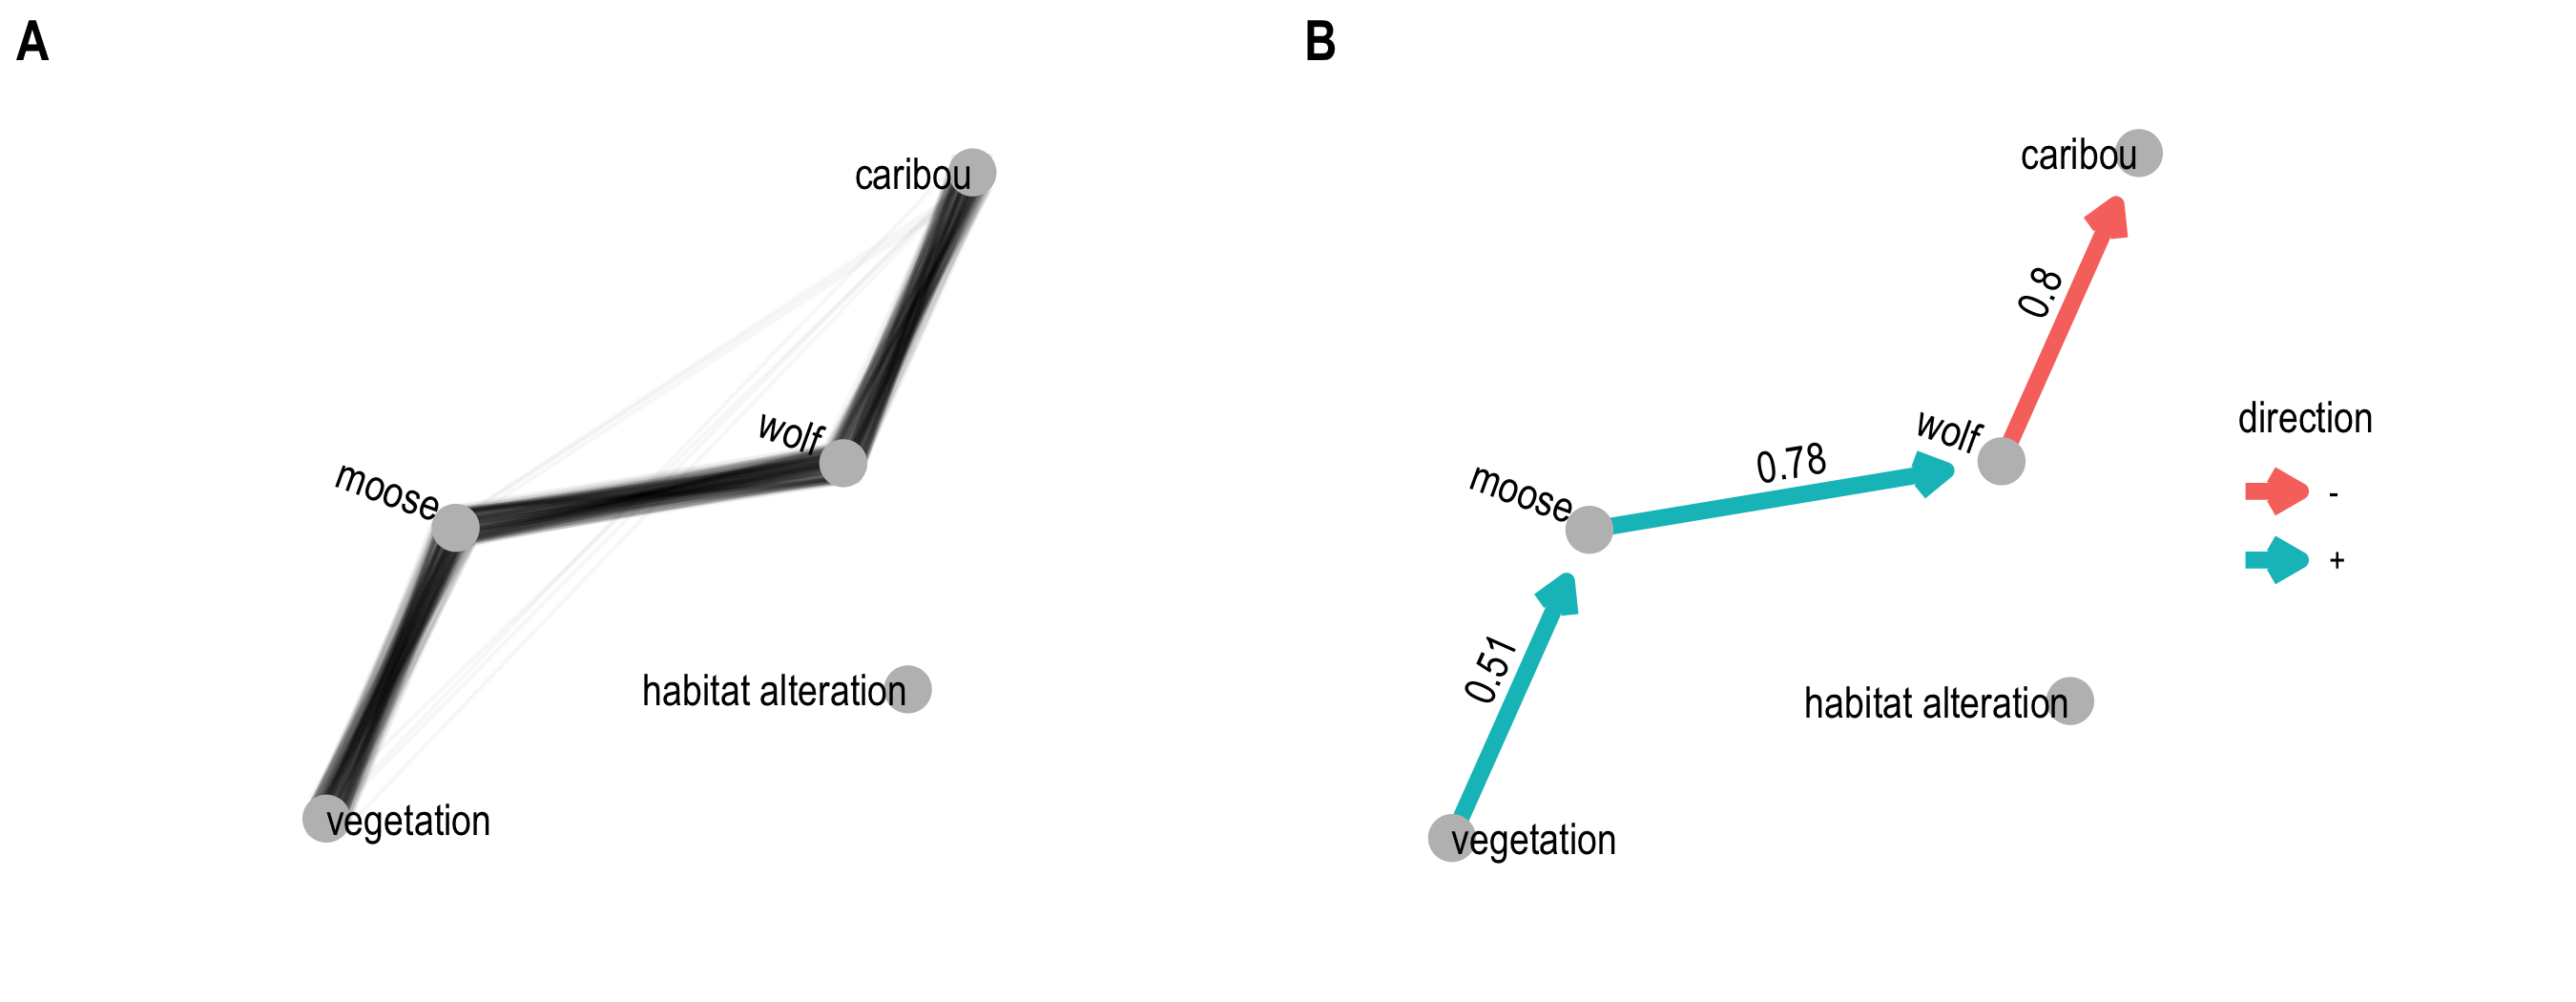 A
caribou
wolf
moose
habitat alteration
vegetation
B
caribou
0.8
wolf
0.78
moose
0.51
habitat alteration
vegetation
direction
-
+